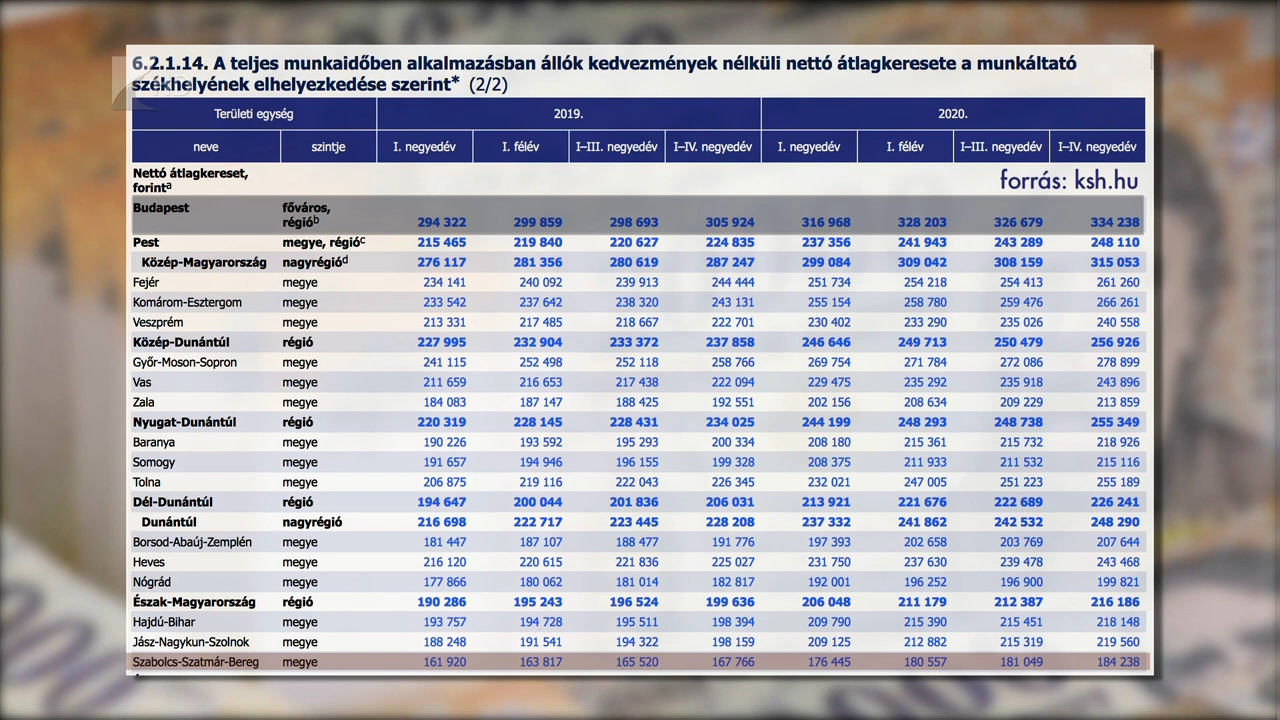 6.2.1.14. A teljes munkaidőben alkalmazásban állók kedvezmények nélküli nettó átlagkeresete a munkáltató
székhelyének elhelyezkedése szerint* (2/2)
Területi egység 2019. 2020.
neve szintje I. negyedév I. félév I–III. negyedév I–IV. negyedév I. negyedév I. félév I–III. negyedév I–IV. negyedév
Nettó átlagkereset,
forintᵃ
forrás: ksh.hu
Budapest főváros,
régióᵇ 294 322 299 859 298 693 305 924 316 968 328 203 326 679 334 238
Pest megye, régióᶜ 215 465 219 840 220 627 224 835 237 356 241 943 243 289 248 110
Közép-Magyarország nagyrégióᵈ 276 117 281 356 280 619 287 247 299 084 309 042 308 159 315 053
Fejér megye 234 141 240 092 239 913 244 444 251 734 254 218 254 413 261 260
Komárom-Esztergom megye 233 542 237 642 238 320 243 131 255 154 258 780 259 476 266 261
Veszprém megye 213 331 217 485 218 667 222 701 230 402 233 290 235 026 240 558
Közép-Dunántúl régió 227 995 232 904 233 372 237 858 246 646 249 713 250 479 256 926
Győr-Moson-Sopron megye 241 115 252 498 252 118 258 766 269 754 271 784 272 086 278 899
Vas megye 211 659 216 653 217 438 222 094 229 475 235 292 235 918 243 896
Zala megye 184 083 187 147 188 425 192 551 202 156 208 634 209 229 213 859
Nyugat-Dunántúl régió 220 319 228 145 228 431 234 025 244 199 248 293 248 738 255 349
Baranya megye 190 226 193 592 195 293 200 334 208 180 215 361 215 732 218 926
Somogy megye 191 657 194 946 196 155 199 328 208 375 211 933 211 532 215 116
Tolna megye 206 875 219 116 222 043 226 345 232 021 247 005 251 223 255 189
Dél-Dunántúl régió 194 647 200 044 201 836 206 031 213 921 221 676 222 689 226 241
Dunántúl nagyrégió 216 698 222 717 223 445 228 208 237 332 241 862 242 532 248 290
Borsod-Abaúj-Zemplén megye 181 447 187 107 188 477 191 776 197 393 202 658 203 769 207 644
Heves megye 216 120 220 615 221 836 225 027 231 750 237 630 239 478 243 468
Nógrád megye 177 866 180 062 181 014 182 817 192 001 196 252 196 900 199 821
Észak-Magyarország régió 190 286 195 243 196 524 199 636 206 048 211 179 212 387 216 186
Hajdú-Bihar megye 193 757 194 728 195 511 198 394 209 790 215 390 215 451 218 148
Jász-Nagykun-Szolnok megye 188 248 191 541 194 322 198 159 209 125 212 882 215 319 219 560
Szabolcs-Szatmár-Bereg megye 161 920 163 817 165 520 167 766 176 445 180 557 181 049 184 238